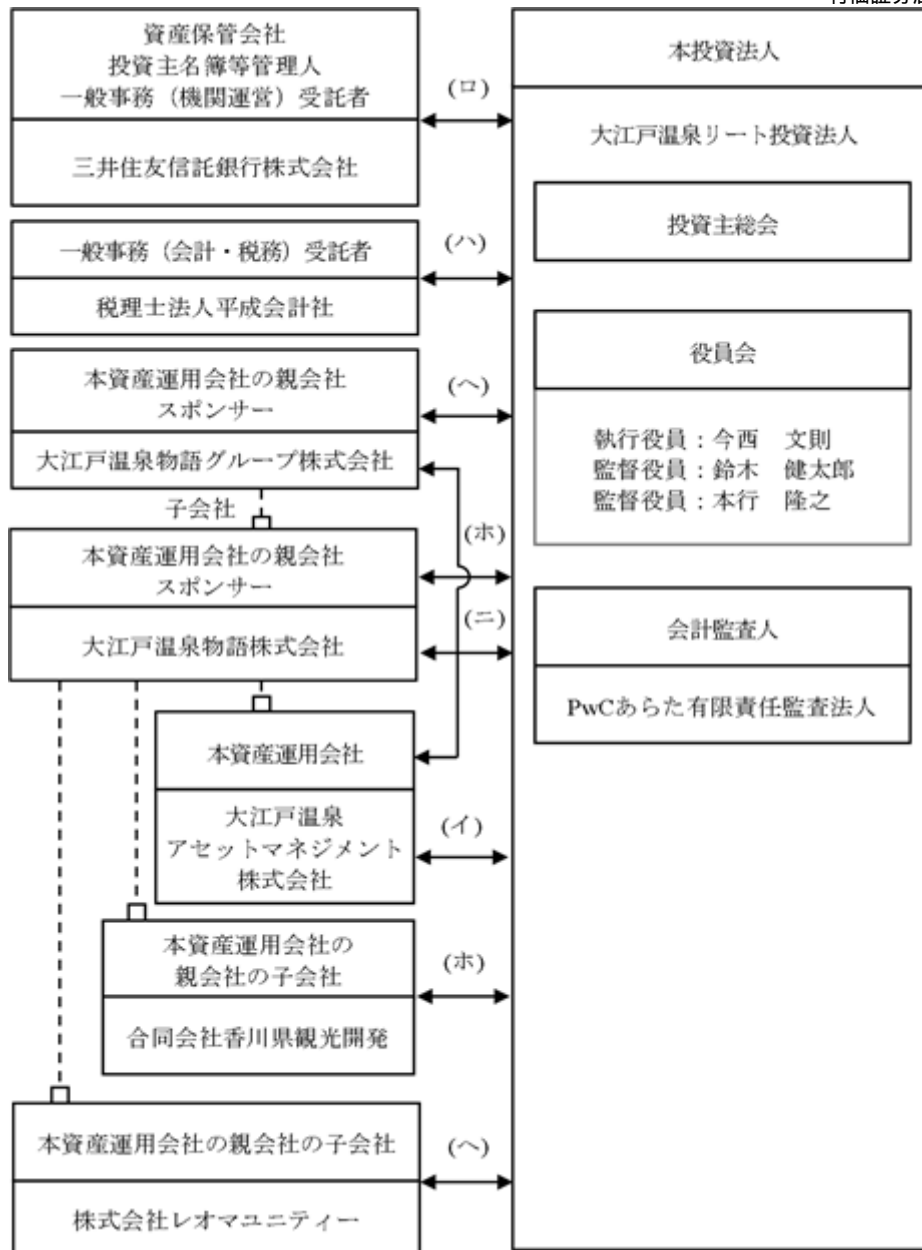 資産保管会社
投資主名簿等管理人
一般事務（機関運営）受託者
三井住友信託銀行株式会社
(ロ)
一般事務（会計・税務）受託者
税理士法人平成会計社
(ハ)
本資産運用会社の親会社
スポンサー
大江戸温泉物語グループ株式会社
(ヘ)
子会社
本資産運用会社の親会社
スポンサー
大江戸温泉物語株式会社
(ホ)
(ニ)
本資産運用会社
大江戸温泉
アセットマネジメント
株式会社
(イ)
本資産運用会社の
親会社の子会社
合同会社香川県観光開発
(ホ)
本資産運用会社の親会社の子会社
株式会社レオマユニティー
(ヘ)
本投資法人
大江戸温泉リート投資法人
投資主総会
役員会
執行役員：今西　文則
監督役員：鈴木　健太郎
監督役員：本行　隆之
会計監査人
PwCあらた有限責任監査法人